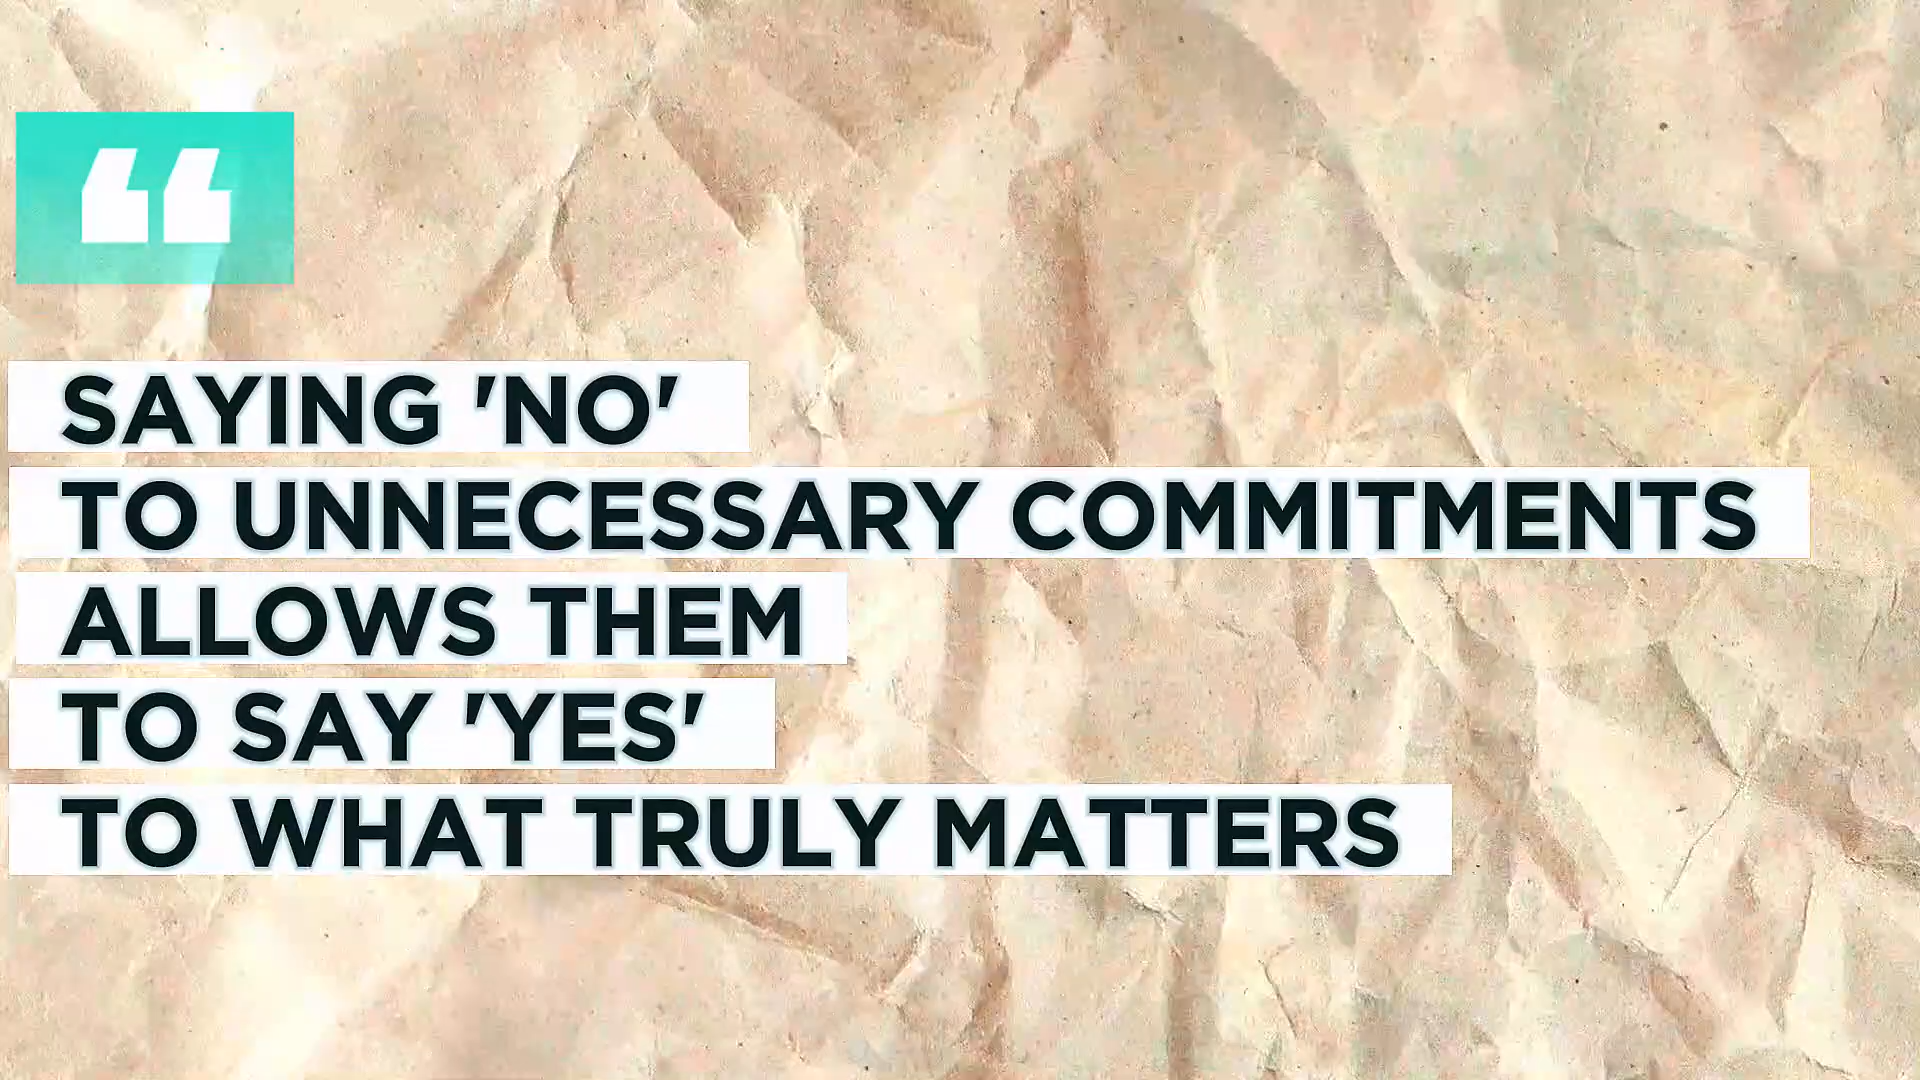 “
SAYING 'NO'
TO UNNECESSARY COMMITMENTS
ALLOWS THEM
TO SAY 'YES'
TO WHAT TRULY MATTERS